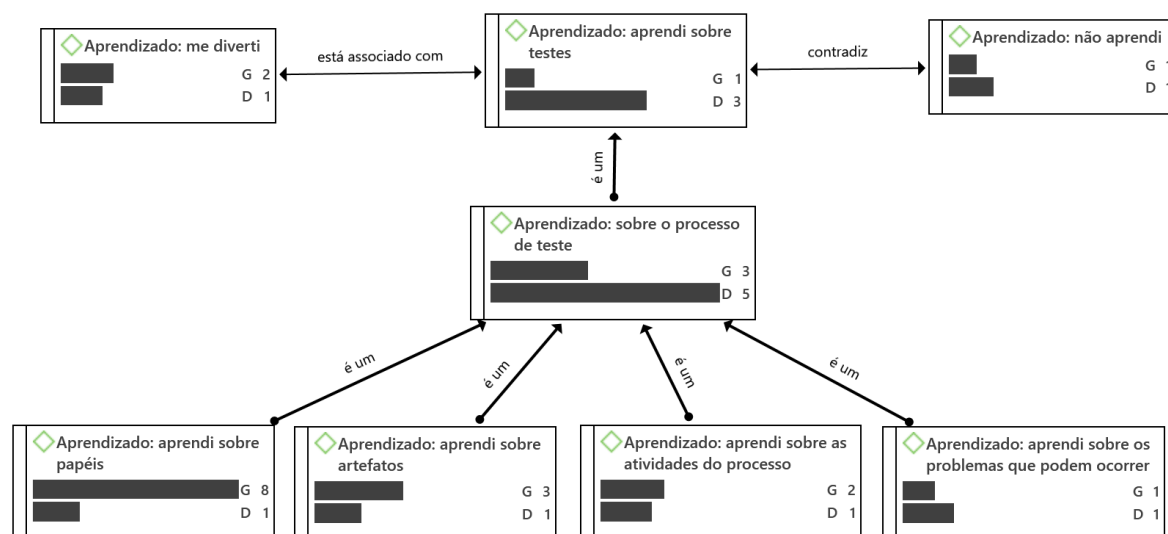 Aprendizado: me diverti
G 2
D 1
está associado com
Aprendizado: aprendi sobre
testes
G 1
D 3
contradiz
Aprendizado: não aprendi
G 1
D 1
é um
Aprendizado: sobre o processo
de teste
G 3
D 5
é um
é um
é um
é um
Aprendizado: aprendi sobre
papéis
G 8
D 1
Aprendizado: aprendi sobre
artefatos
G 3
D 1
Aprendizado: aprendi sobre as
atividades do processo
G 2
D 1
Aprendizado: aprendi sobre os
problemas que podem ocorrer
G 1
D 1